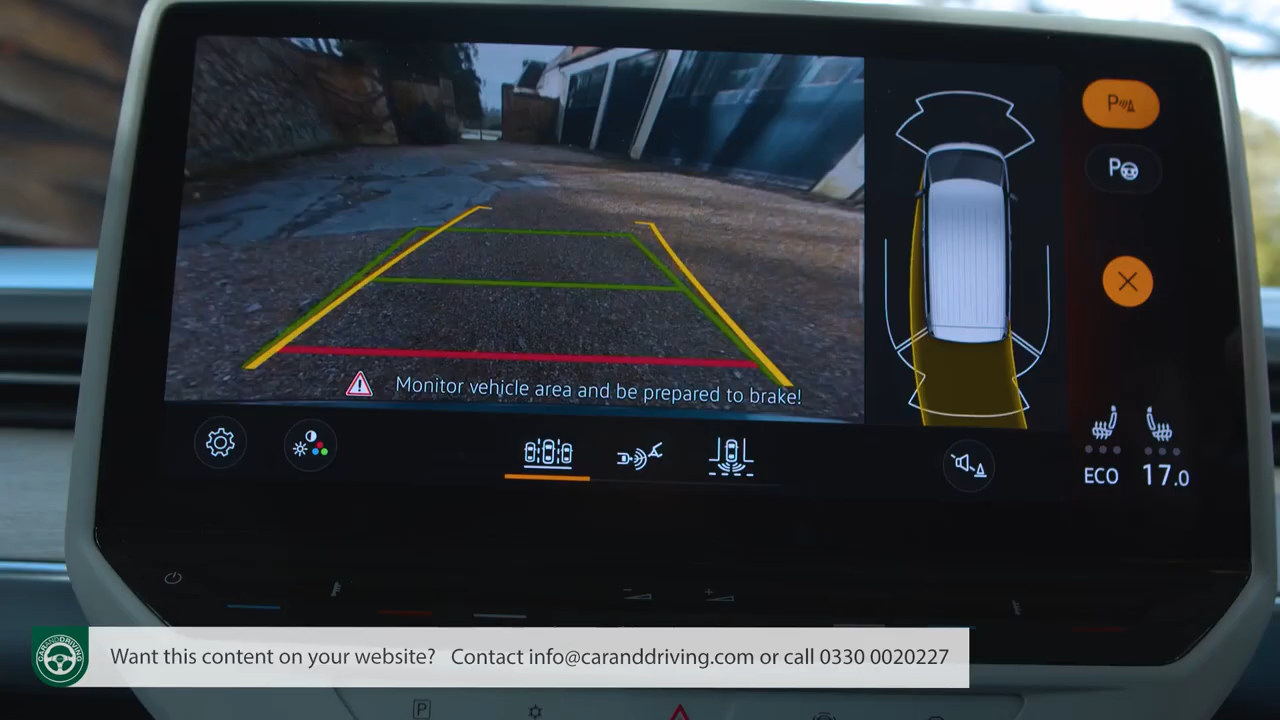 P
P
Monitor vehicle area and be prepared to brake!
ECO
17.0
CARANDDRIVING
Want this content on your website? Contact info@caranddriving.com or call 0330 0020227
P